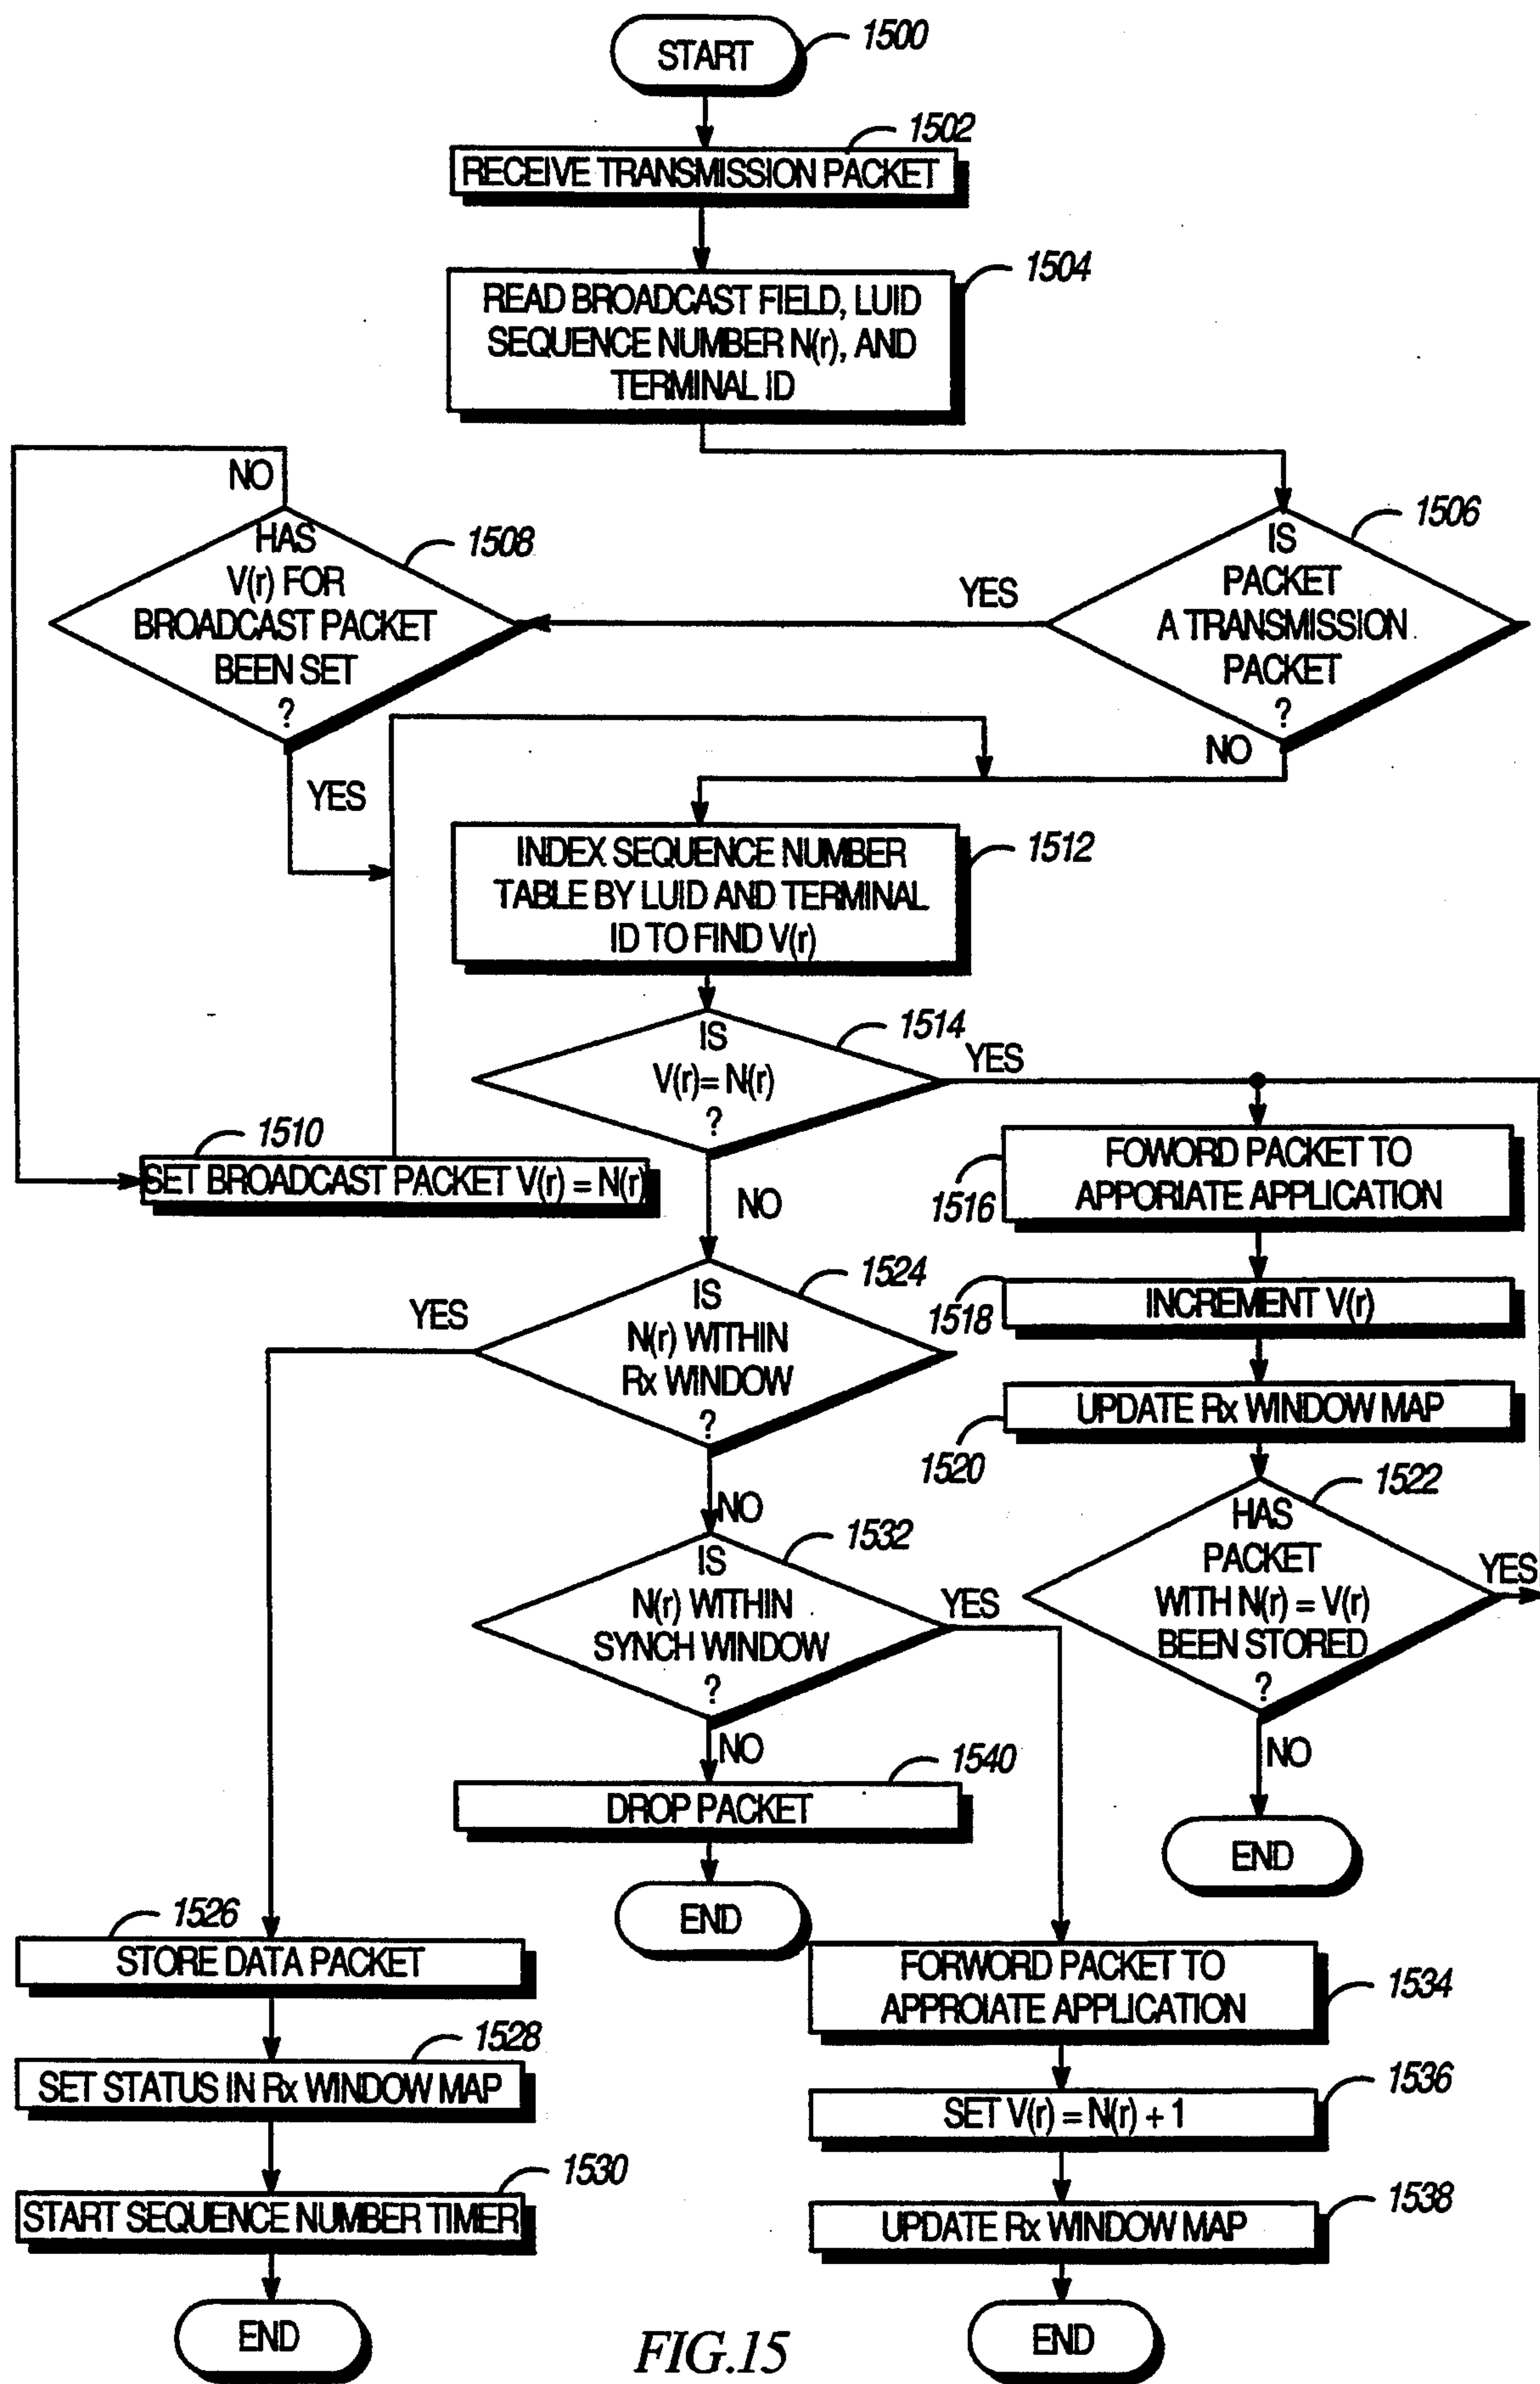 START
1500
1502
RECEIVE TRANSMISSION PACKET
1504
READ BROADCAST FIELD, LUID
SEQUENCE NUMBER N(r), AND
TERMINAL ID
NO
1508
HAS
V(r) FOR
BROADCAST PACKET
BEEN SET
?
YES
1506
IS
PACKET
A TRANSMISSION
PACKET
?
YES
NO
1512
INDEX SEQUENCE NUMBER
TABLE BY LUID AND TERMINAL
ID TO FIND V(r)
1514
IS
V(r)= N(r)
?
YES
NO
1510
SET BROADCAST PACKET V(r) = N(r)
1516
FOWORD PACKET TO
APPORIATE APPLICATION
1518
INCREMENT V(r)
1520
UPDATE Rx WINDOW MAP
1522
HAS
PACKET
WITH N(r) = V(r)
BEEN STORED
?
YES
NO
END
1524
IS
N(r) WITHIN
Rx WINDOW
?
YES
NO
1532
IS
N(r) WITHIN
SYNCH WINDOW
?
YES
NO
1540
DROP PACKET
END
1526
STORE DATA PACKET
1528
SET STATUS IN Rx WINDOW MAP
1530
START SEQUENCE NUMBER TIMER
END
1534
FORWORD PACKET TO
APPROIATE APPLICATION
1536
SET V(r) = N(r) + 1
1538
UPDATE Rx WINDOW MAP
END
FIG.15